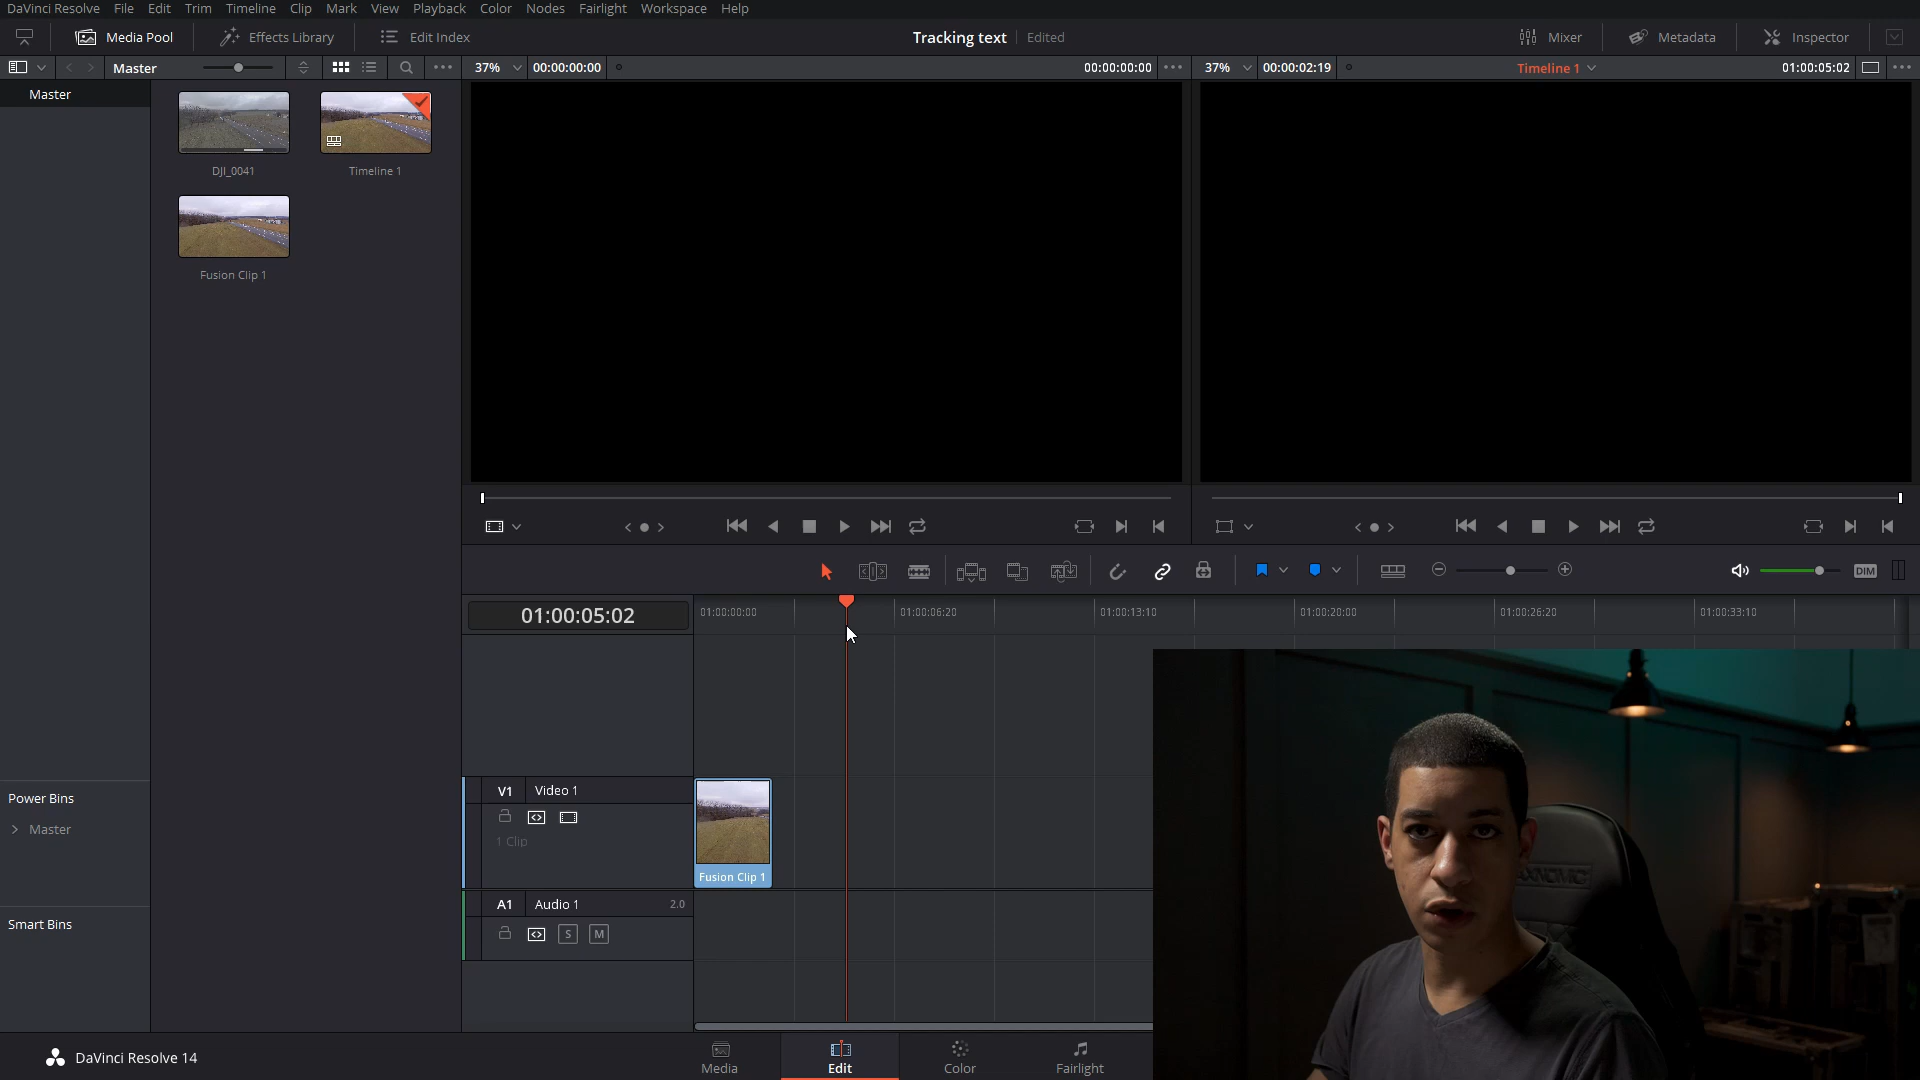 DaVinci Resolve File Edit Trim Timeline Clip Mark View Playback Color Nodes Fairlight Workspace Help
Media Pool Effects Library Edit Index Tracking text Edited Mixer Metadata Inspector
Master 37% 00:00:00:00 00:00:00:00 37% 00:00:02:19 Timeline 1 01:00:05:02
Master
DJI_0041 Timeline 1
Fusion Clip 1
DIM
01:00:05:02 01:00:00:00 01:00:06:20 01:00:13:10 01:00:20:00 01:00:26:20 01:00:33:10
V1 Video 1
1 Clip
Fusion Clip 1
A1 Audio 1 2.0
S M
Power Bins
Master
Smart Bins
DaVinci Resolve 14 Media Edit Color Fairlight